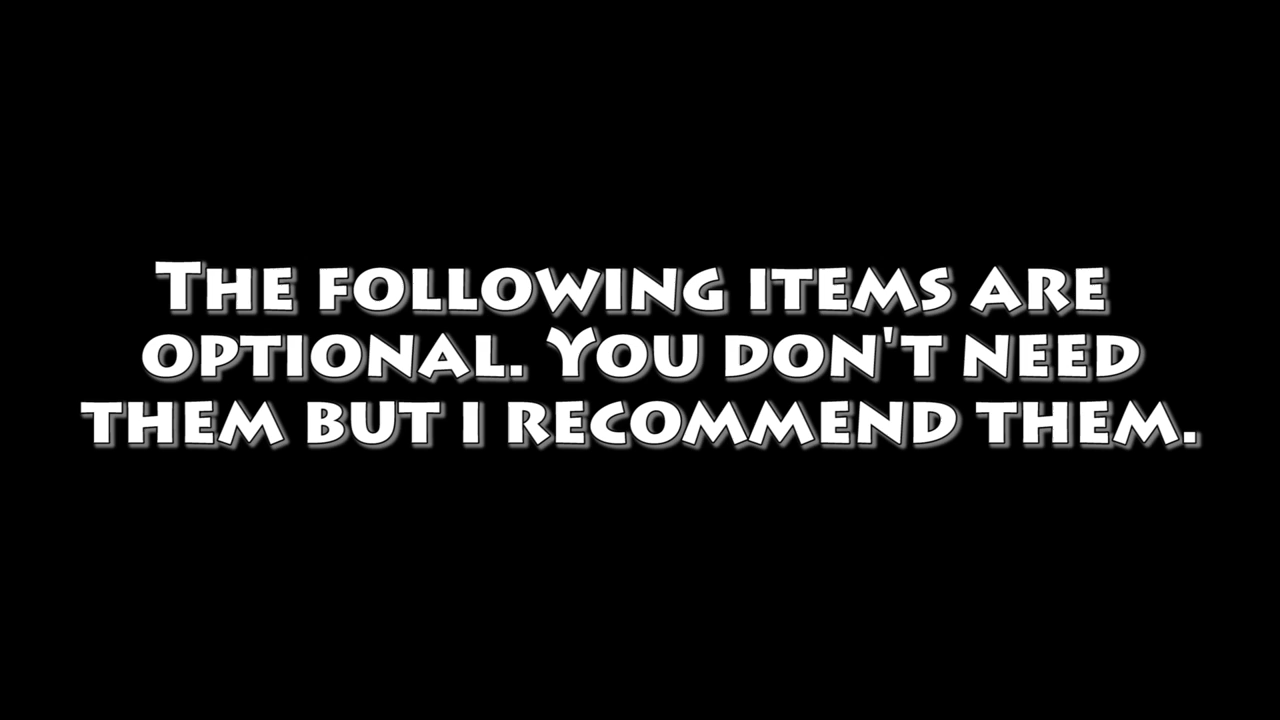 The following items are
optional. You don't need
them but I recommend them.